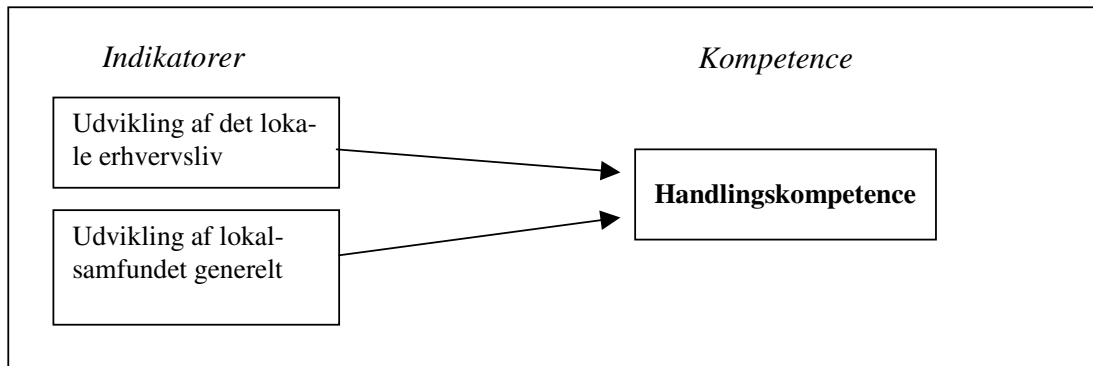 Indikatorer
Kompetence
Udvikling af det loka-
le erhvervsliv
Handlingskompetence
Udvikling af lokal-
samfundet generelt